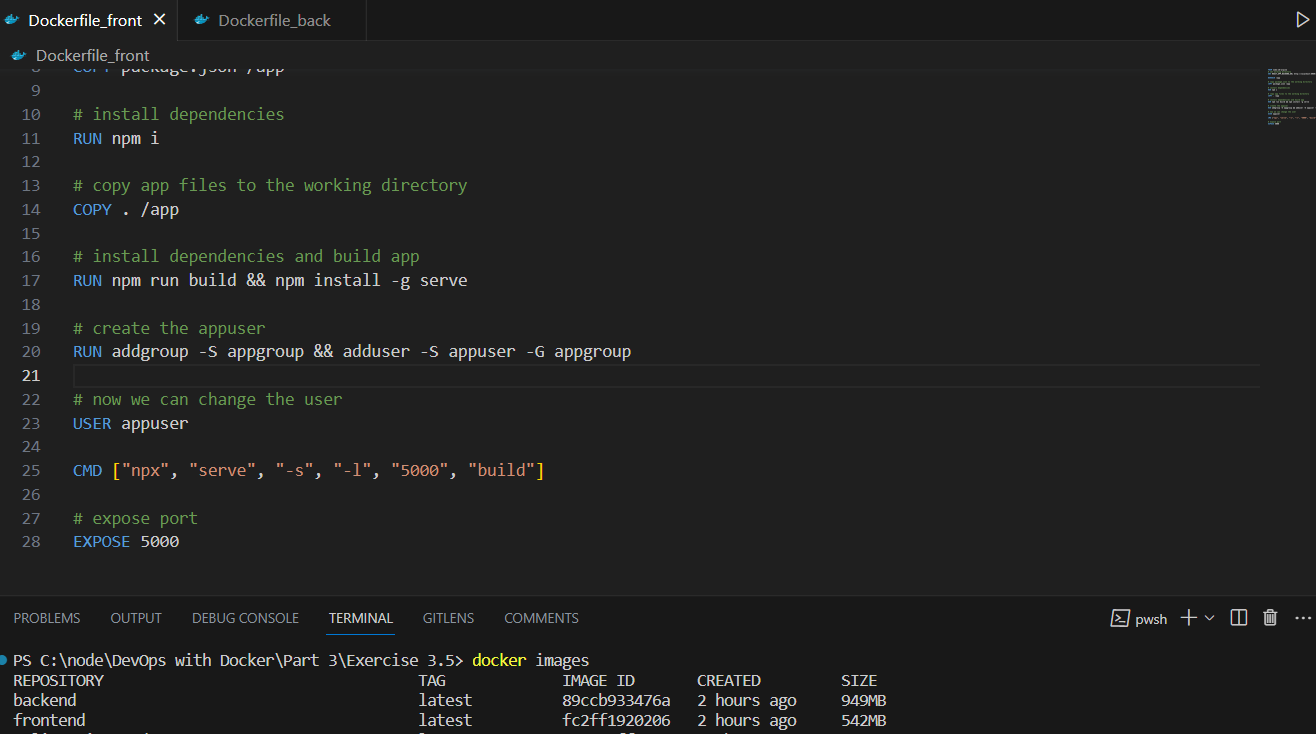 Dockerfile_front Dockerfile_back
Dockerfile_front
8 COPY package.json /app
9
10 # install dependencies
11 RUN npm i
12
13 # copy app files to the working directory
14 COPY . /app
15
16 # install dependencies and build app
17 RUN npm run build && npm install -g serve
18
19 # create the appuser
20 RUN addgroup -S appgroup && adduser -S appuser -G appgroup
21
22 # now we can change the user
23 USER appuser
24
25 CMD ["npx", "serve", "-s", "-l", "5000", "build"]
26
27 # expose port
28 EXPOSE 5000
PROBLEMS OUTPUT DEBUG CONSOLE TERMINAL GITLENS COMMENTS pwsh
PS C:\node\DevOps with Docker\Part 3\Exercise 3.5> docker images
REPOSITORY TAG IMAGE ID CREATED SIZE
backend latest 89ccb933476a 2 hours ago 949MB
frontend latest fc2ff1920206 2 hours ago 542MB